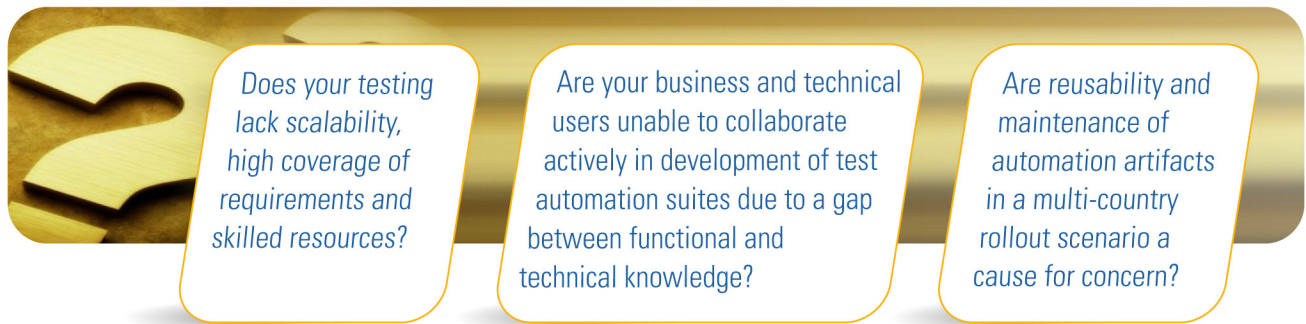 Does your testing
lack scalability,
high coverage of
requirements and
skilled resources?
Are your business and technical
users unable to collaborate
actively in development of test
automation suites due to a gap
between functional and
technical knowledge?
Are reusability and
maintenance of
automation artifacts
in a multi-country
rollout scenario a
cause for concern?